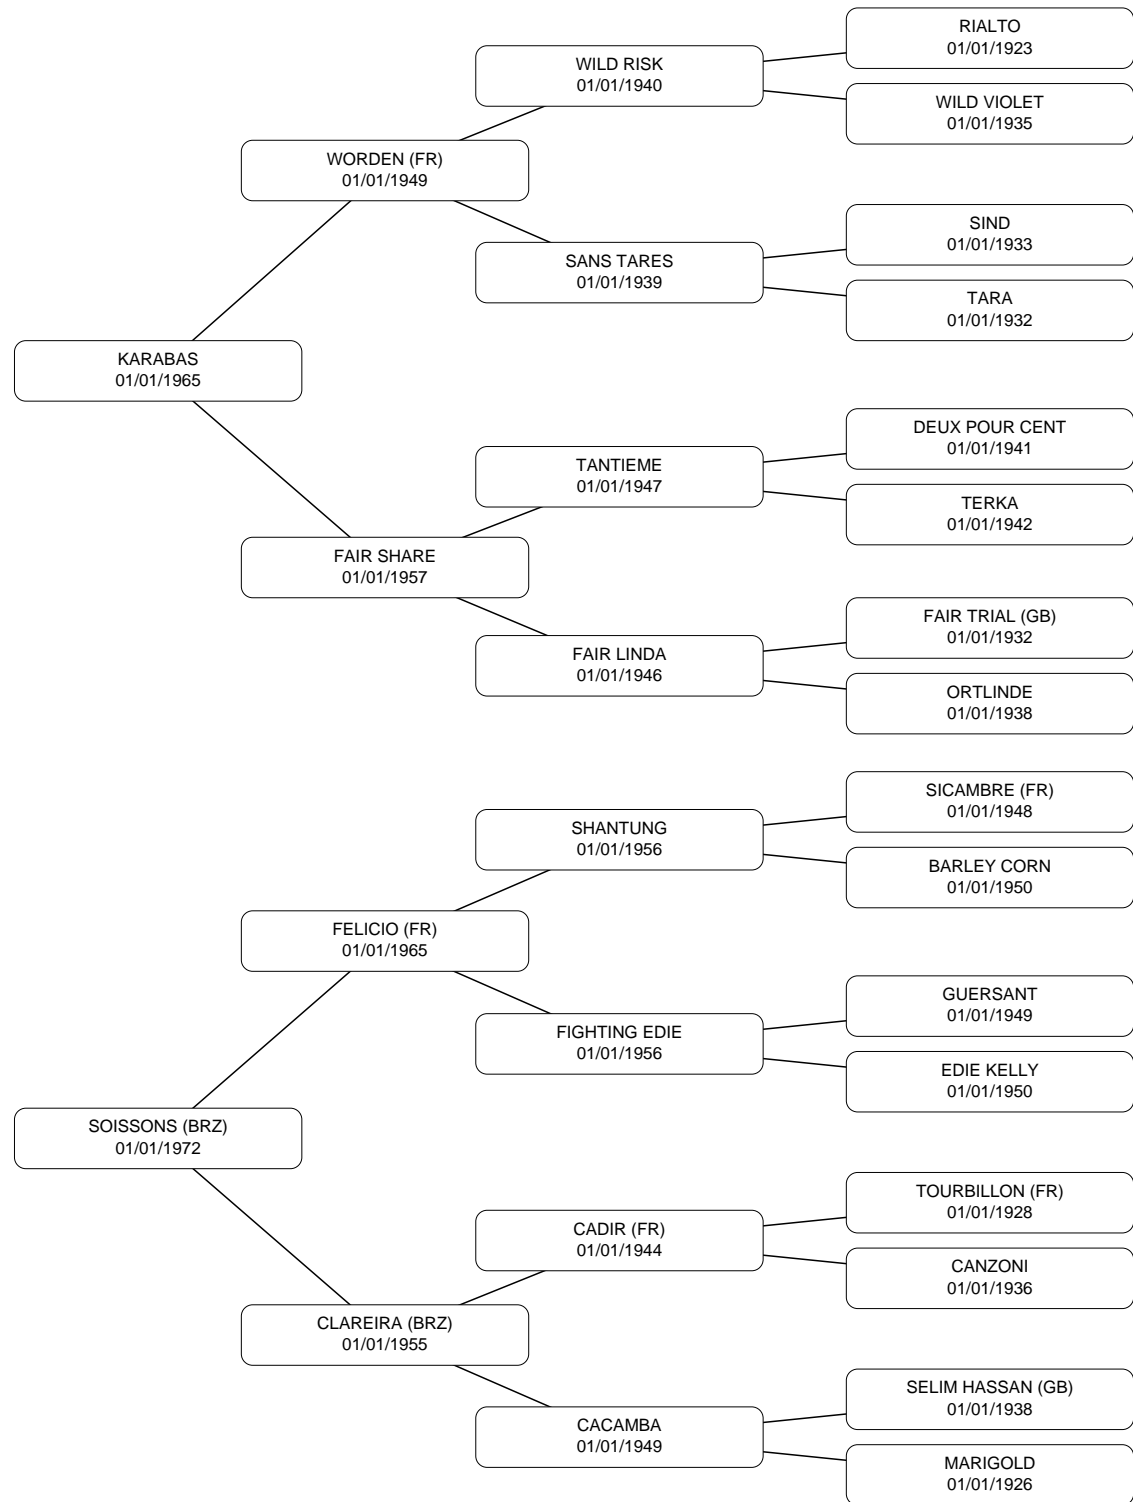 RIALTO
01/01/1923
WILD RISK
01/01/1940
WILD VIOLET
01/01/1935
WORDEN (FR)
01/01/1949
SIND
01/01/1933
SANS TARES
01/01/1939
TARA
01/01/1932
KARABAS
01/01/1965
DEUX POUR CENT
01/01/1941
TANTIEME
01/01/1947
TERKA
01/01/1942
FAIR SHARE
01/01/1957
FAIR TRIAL (GB)
01/01/1932
FAIR LINDA
01/01/1946
ORTLINDE
01/01/1938
SICAMBRE (FR)
01/01/1948
SHANTUNG
01/01/1956
BARLEY CORN
01/01/1950
FELICIO (FR)
01/01/1965
GUERSANT
01/01/1949
FIGHTING EDIE
01/01/1956
EDIE KELLY
01/01/1950
SOISSONS (BRZ)
01/01/1972
TOURBILLON (FR)
01/01/1928
CADIR (FR)
01/01/1944
CANZONI
01/01/1936
CLAREIRA (BRZ)
01/01/1955
SELIM HASSAN (GB)
01/01/1938
CACAMBA
01/01/1949
MARIGOLD
01/01/1926